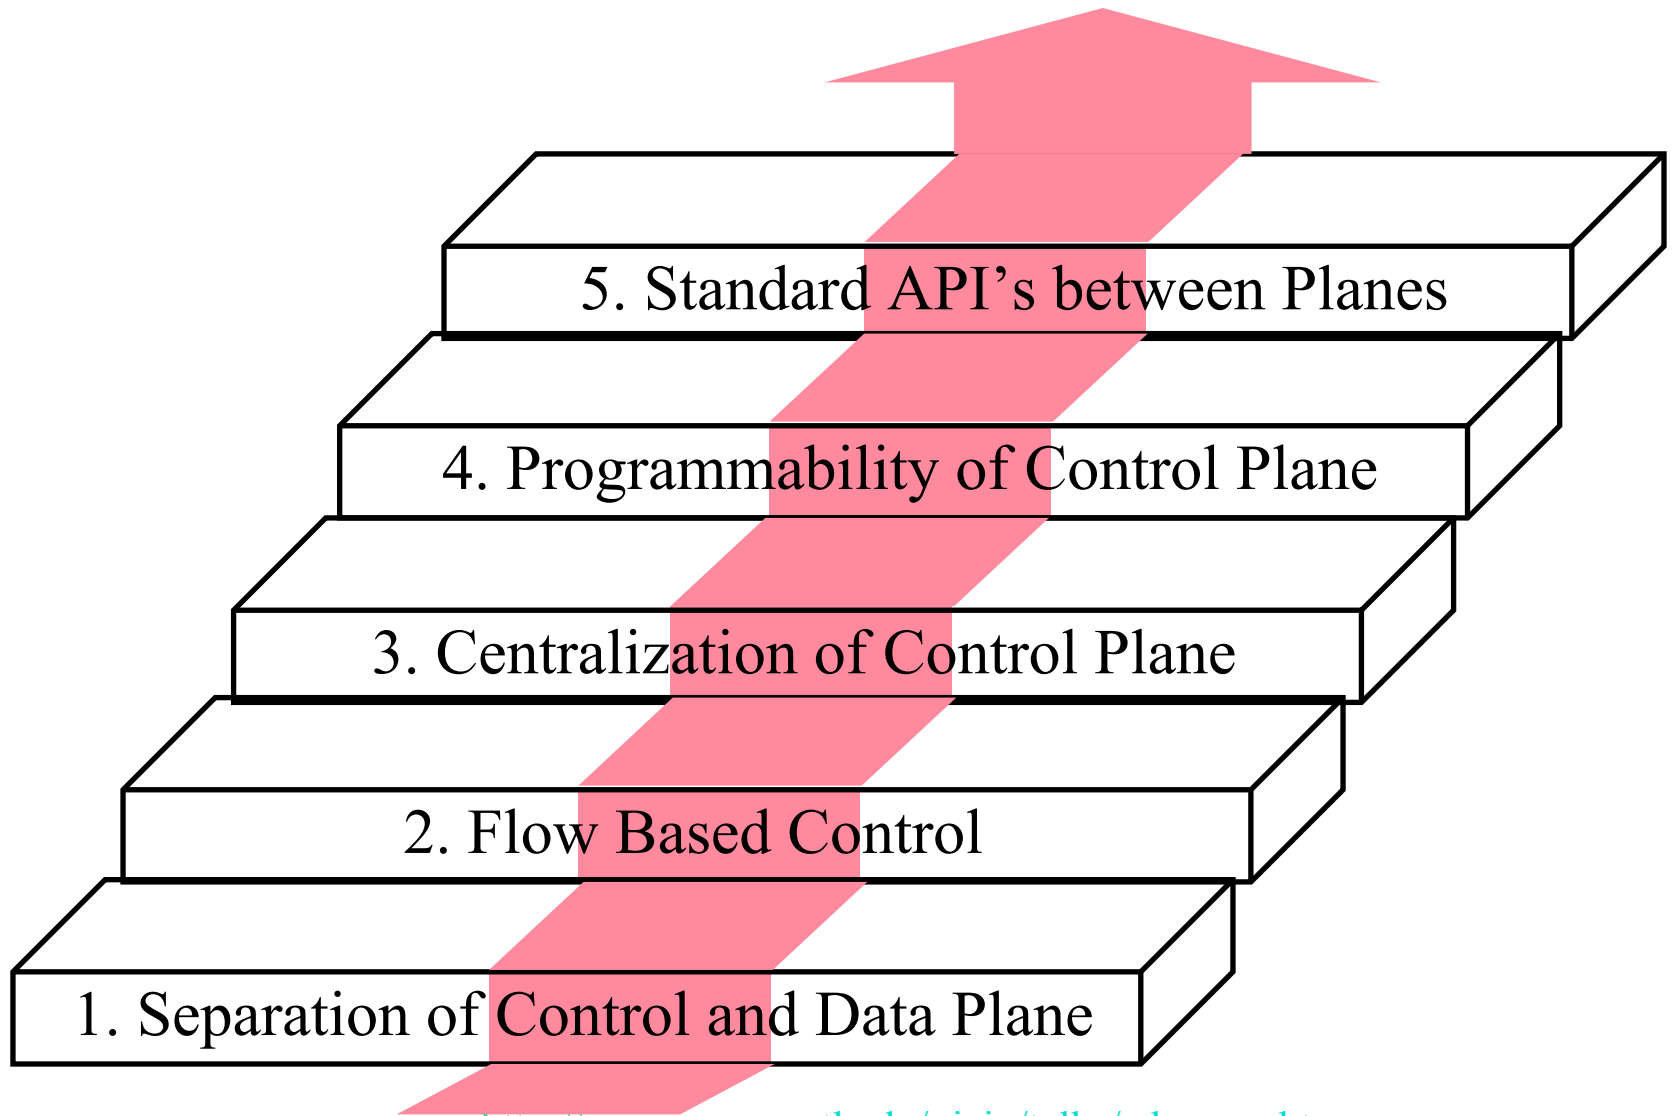 5. Standard API’s between Planes
4. Programmability of Control Plane
3. Centralization of Control Plane
2. Flow Based Control
1. Separation of Control and Data Plane